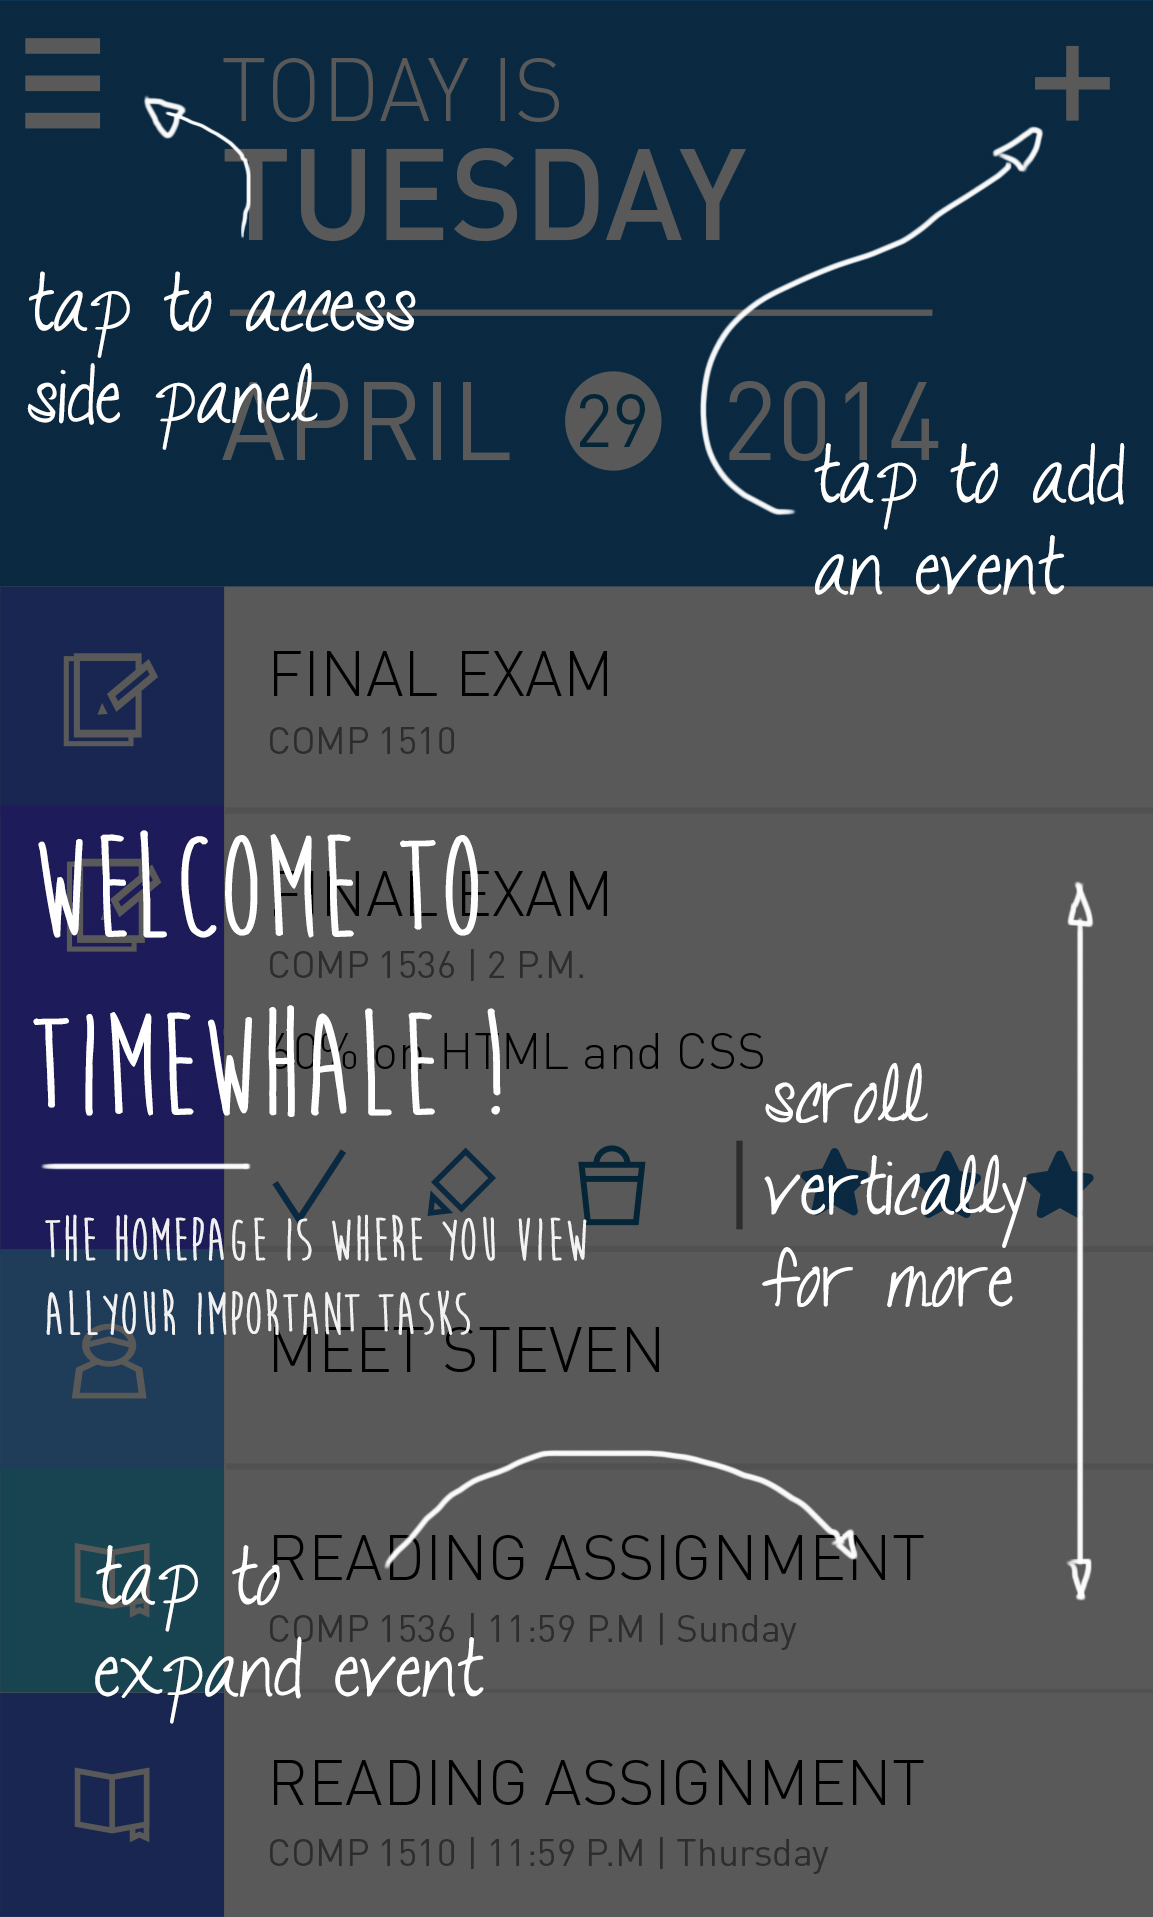 TODAY IS
TUESDAY
tap to access
side panel
APRIL 29 2014
tap to add
an event
FINAL EXAM
COMP 1510
WELCOME TO
FINAL EXAM
COMP 1536 | 2 P.M.
TIMEWHALE !
60% on HTML and CSS
scroll
vertically
for more
THE HOMEPAGE IS WHERE YOU VIEW
ALLYOUR IMPORTANT TASKS
MEET STEVEN
READING ASSIGNMENT
tap to
COMP 1536 | 11:59 P.M | Sunday
expand event
READING ASSIGNMENT
COMP 1510 | 11:59 P.M | Thursday